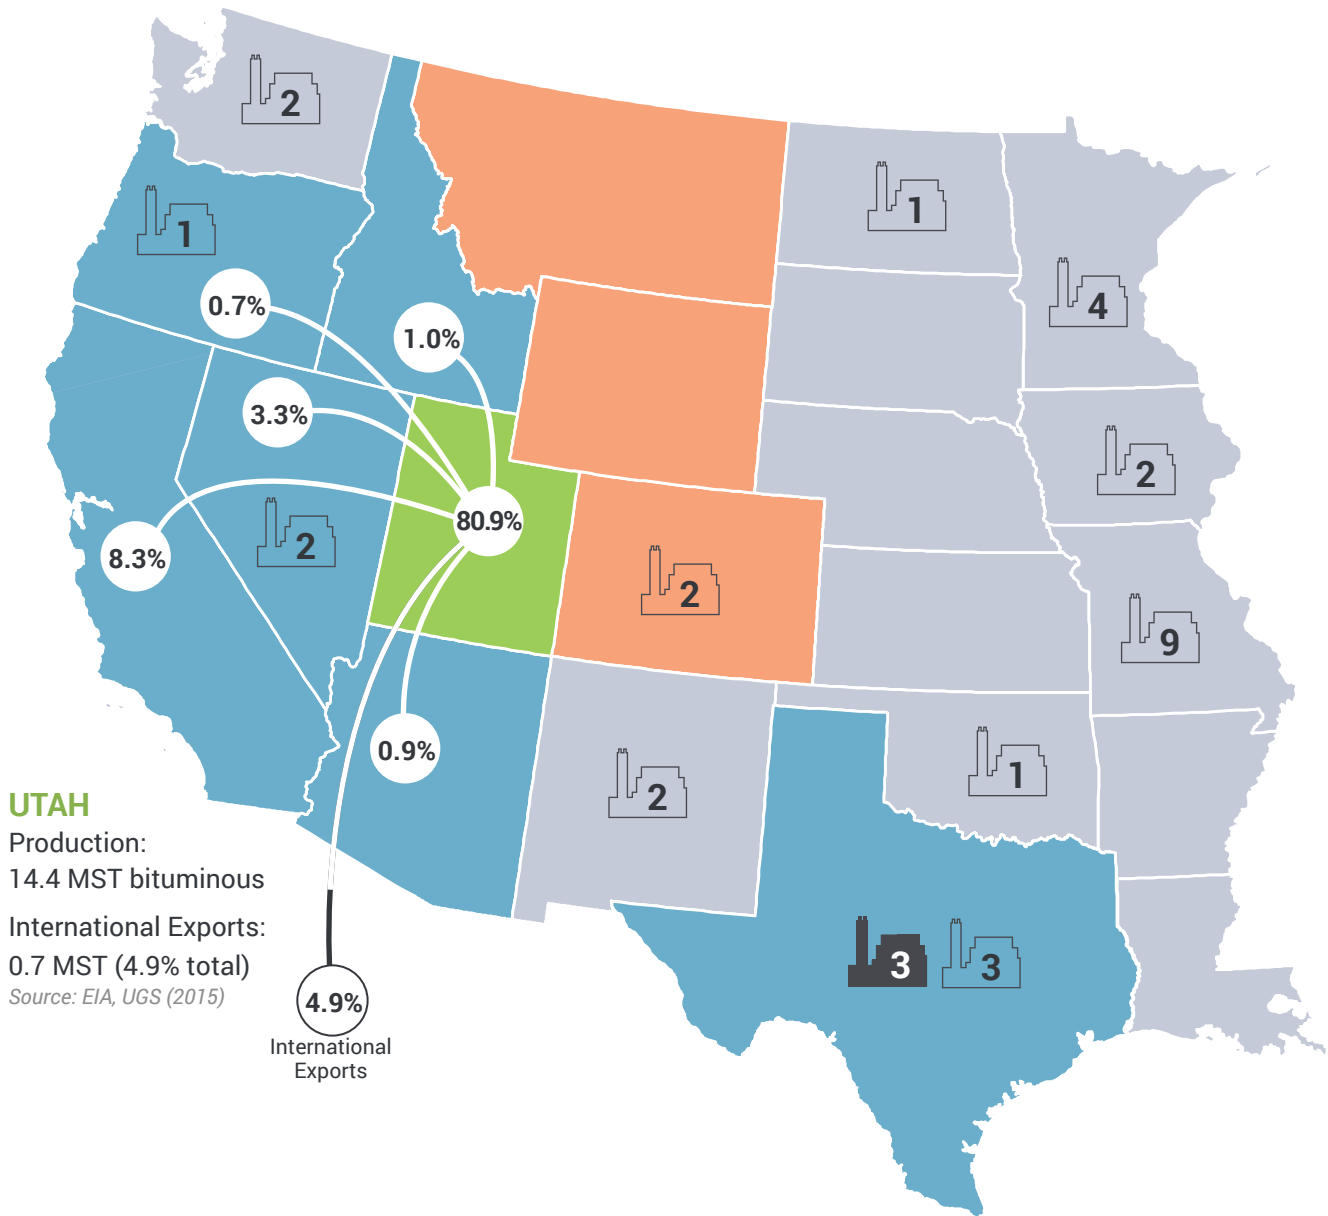 2
1
1
4
0.7%
1.0%
3.3%
2
80.9%
8.3%
2
2
9
0.9%
2
1
UTAH
Production:
14.4 MST bituminous
International Exports:
0.7 MST (4.9% total)
Source: EIA, UGS (2015)
3
3
4.9%
International
Exports